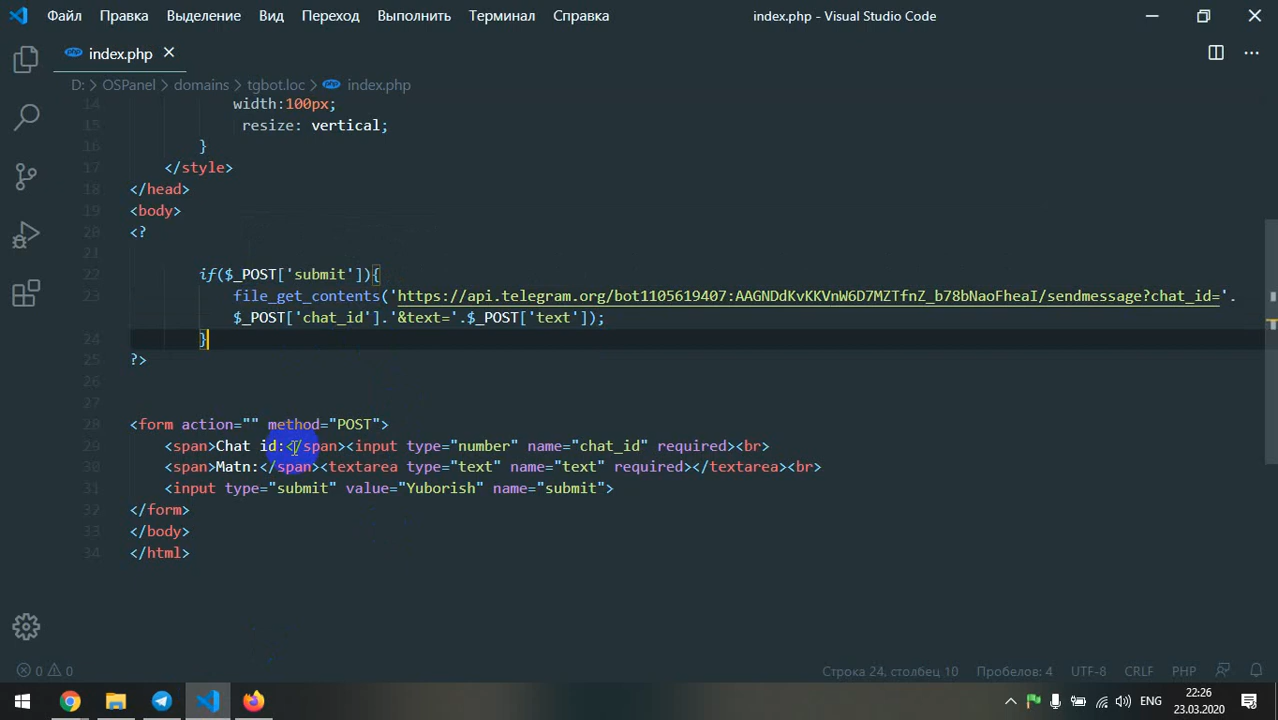 Файл Правка Выделение Вид Переход Выполнить Терминал Справка index.php - Visual Studio Code
php index.php
D: > OSPanel > domains > tgbot.loc > php index.php
14 width:100px;
15 resize: vertical;
16 }
17 </style>
18 </head>
19 <body>
20 <?
21
22 if($_POST['submit']){
23 file_get_contents('https://api.telegram.org/bot1105619407:AAGNDdKvKKVnW6D7MZTfnZ_b78bNaoFheaI/sendmessage?chat_id='.
$_POST['chat_id'].'&text='.$_POST['text']);
24 }
25 ?>
26
27
28 <form action="" method="POST">
29 <span>Chat id:</span><input type="number" name="chat_id" required><br>
30 <span>Matn:</span><textarea type="text" name="text" required></textarea><br>
31 <input type="submit" value="Yuborish" name="submit">
32 </form>
33 </body>
34 </html>
0 0 Строка 24, столбец 10 Пробелов: 4 UTF-8 CRLF PHP
ENG 22:26
23.03.2020